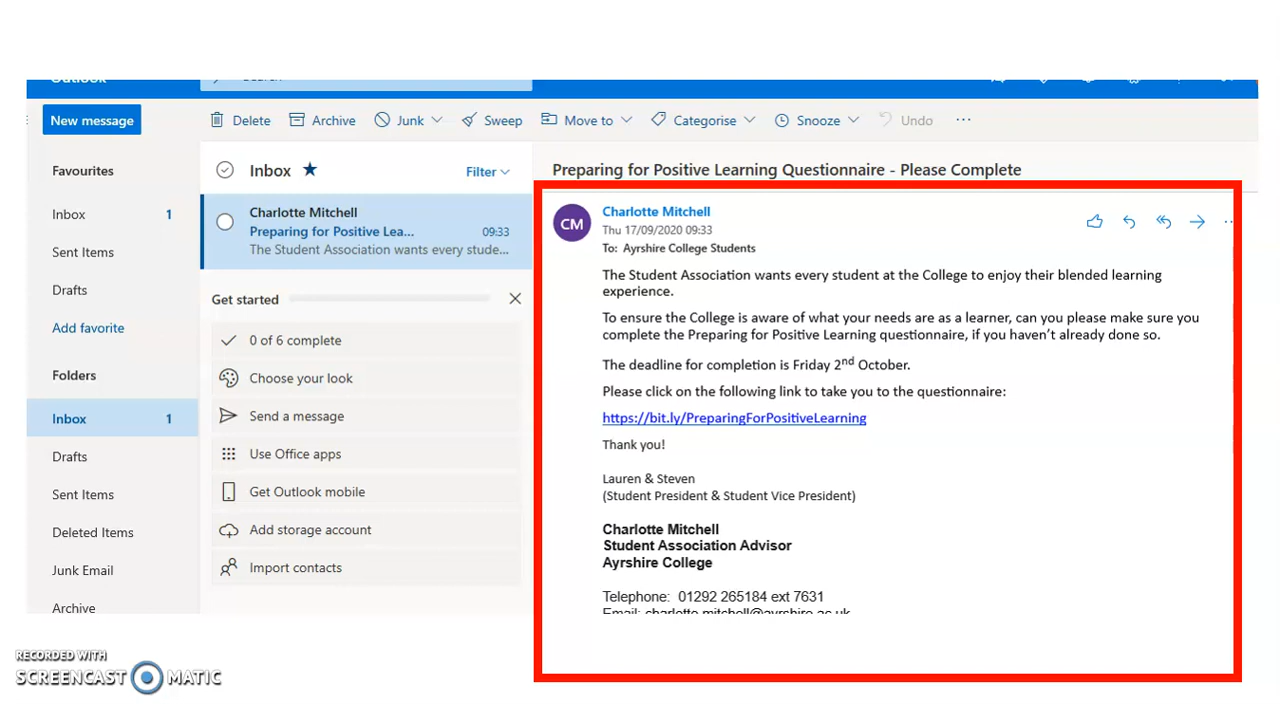 Outlook
Search
New message
Delete
Archive
Junk
Sweep
Move to
Categorise
Snooze
Undo
Favourites
Inbox 1
Sent Items
Drafts
Add favorite
Folders
Inbox 1
Drafts
Sent Items
Deleted Items
Junk Email
Archive
Inbox
Filter
Charlotte Mitchell
Preparing for Positive Lea... 09:33
The Student Association wants every stude...
Get started
0 of 6 complete
Choose your look
Send a message
Use Office apps
Get Outlook mobile
Add storage account
Import contacts
Preparing for Positive Learning Questionnaire - Please Complete
CM
Charlotte Mitchell
Thu 17/09/2020 09:33
To: Ayrshire College Students
The Student Association wants every student at the College to enjoy their blended learning
experience.
To ensure the College is aware of what your needs are as a learner, can you please make sure you
complete the Preparing for Positive Learning questionnaire, if you haven't already done so.
The deadline for completion is Friday 2nd October.
Please click on the following link to take you to the questionnaire:
https://bit.ly/PreparingForPositiveLearning
Thank you!
Lauren & Steven
(Student President & Student Vice President)
Charlotte Mitchell
Student Association Advisor
Ayrshire College
Telephone: 01292 265184 ext 7631
Email: charlotte.mitchell@ayrshire.ac.uk
RECORDED WITH
SCREENCAST MATIC